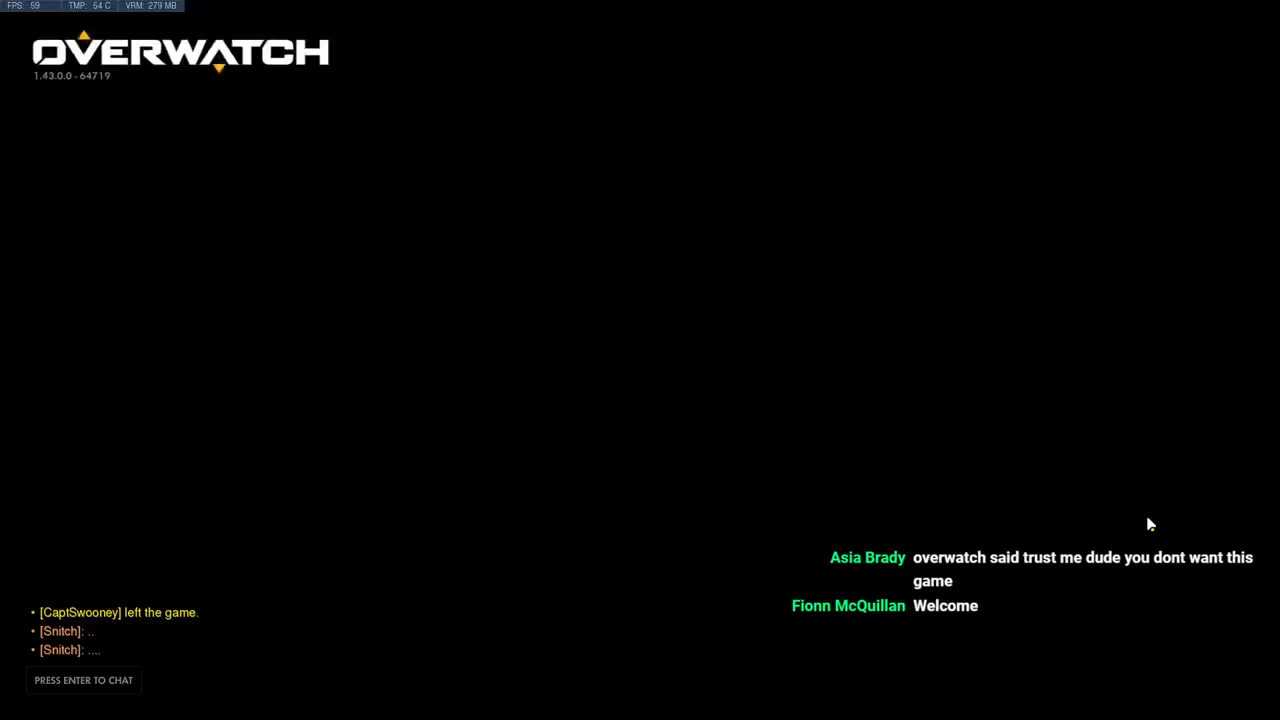 FPS: 59 TMP: 54 C VRM: 279 MB
OVERWATCH
1.43.0.0 - 64719
Asia Brady overwatch said trust me dude you dont want this
game
Fionn McQuillan Welcome
• [CaptSwooney] left the game.
• [Snitch]: ..
• [Snitch]: ....
PRESS ENTER TO CHAT